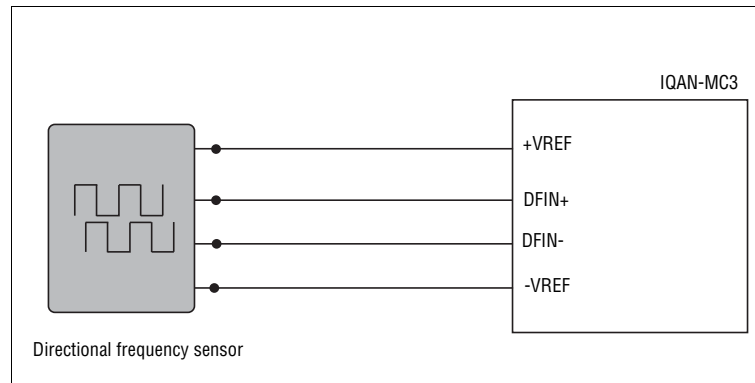 IQAN-MC3
+VREF
DFIN+
DFIN-
-VREF
Directional frequency sensor